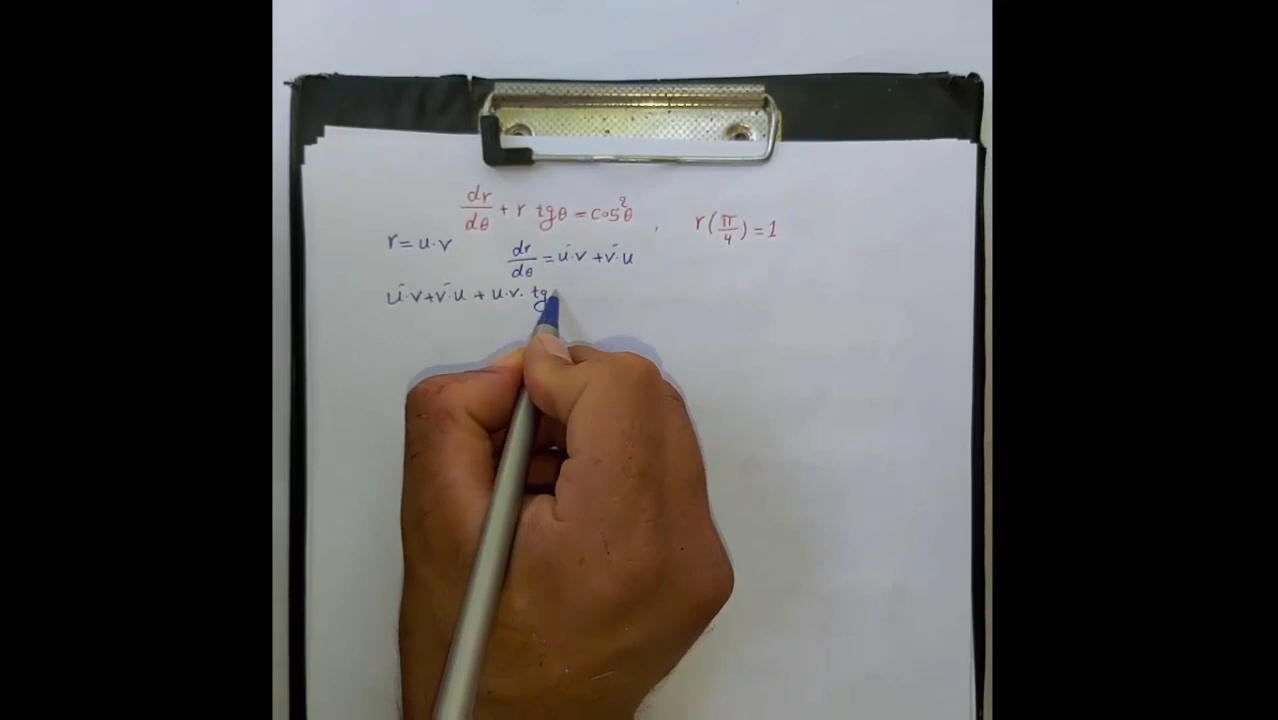 dr/dθ + r tgθ = cos²θ , r(π/4) = 1
r = u·v dr/dθ = u̅·v + v̅·u
u̅·v + v̅·u + u·v· tg